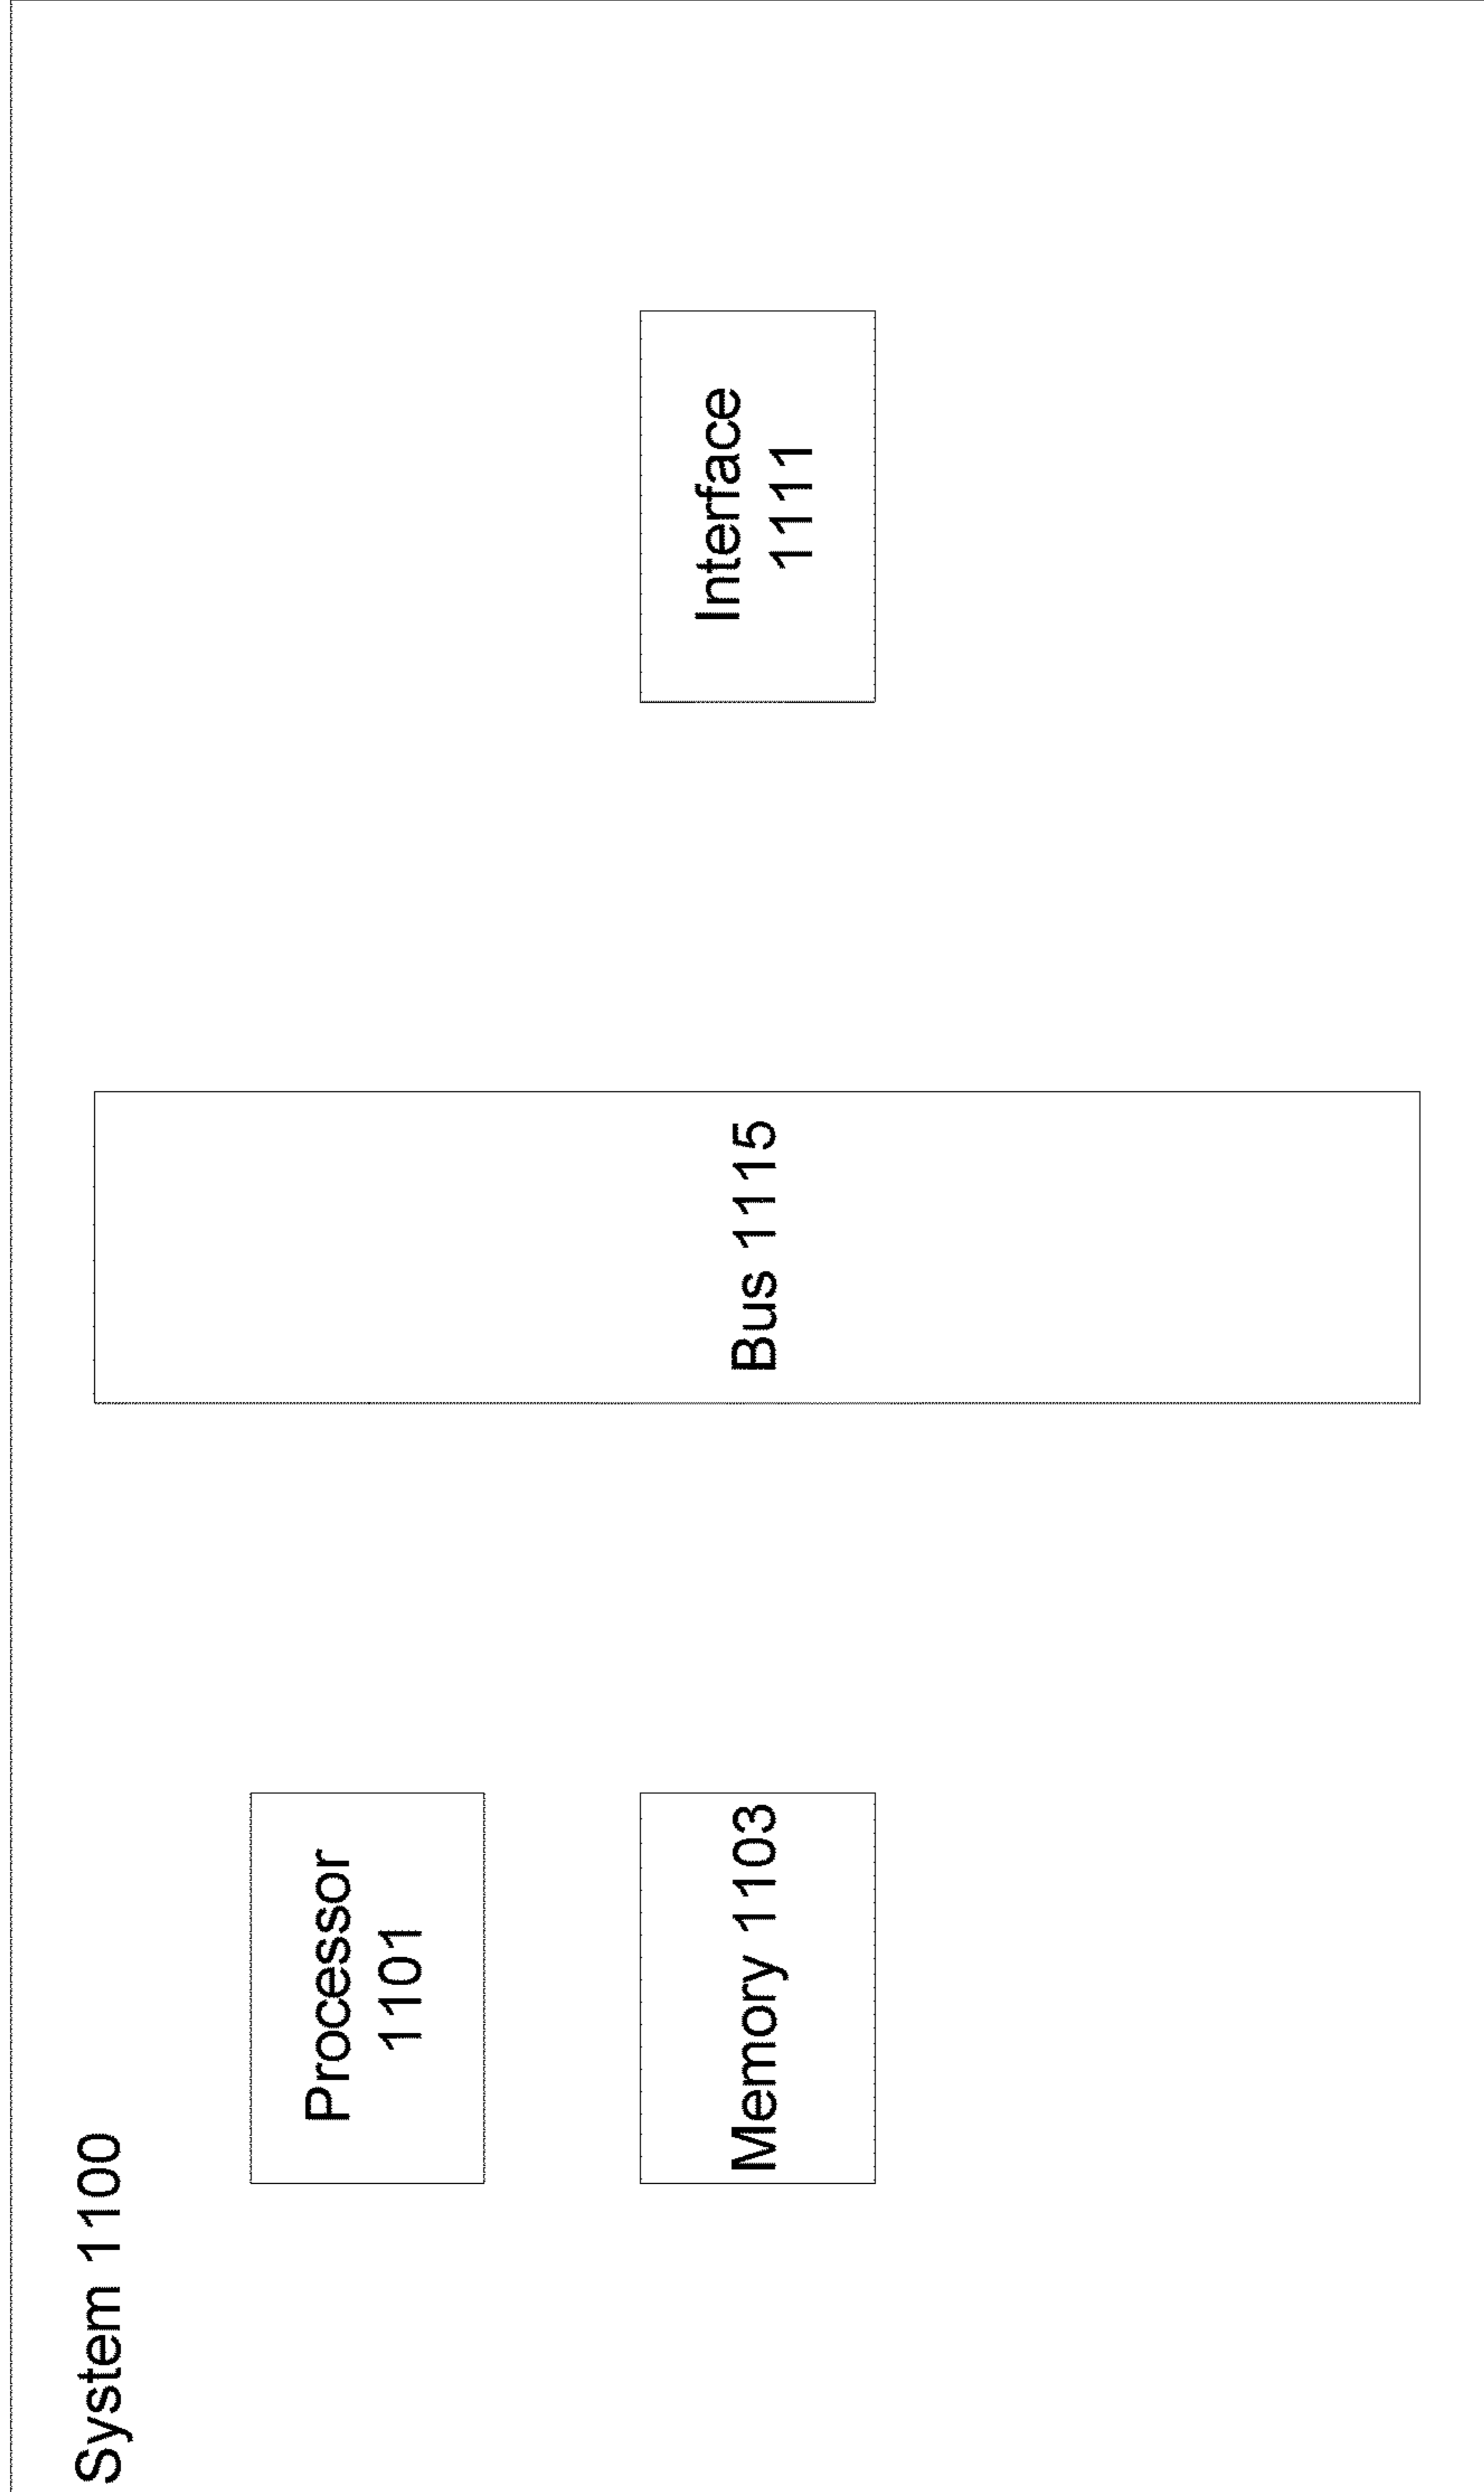 System 1100
Processor
1101
Memory 1103
Bus 1115
Interface
1111